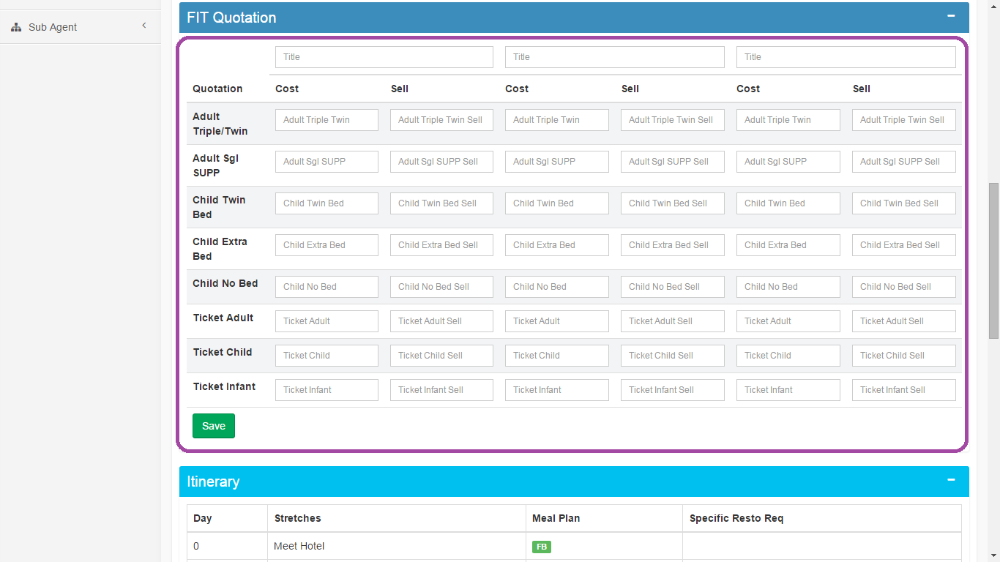 Sub Agent
FIT Quotation
Title Title Title
Quotation Cost Sell Cost Sell Cost Sell
Adult Triple/Twin Adult Triple Twin Adult Triple Twin Sell Adult Triple Twin Adult Triple Twin Sell Adult Triple Twin Adult Triple Twin Sell
Adult Sgl SUPP Adult Sgl SUPP Adult Sgl SUPP Sell Adult Sgl SUPP Adult Sgl SUPP Sell Adult Sgl SUPP Adult Sgl SUPP Sell
Child Twin Bed Child Twin Bed Child Twin Bed Sell Child Twin Bed Child Twin Bed Sell Child Twin Bed Child Twin Bed Sell
Child Extra Bed Child Extra Bed Child Extra Bed Sell Child Extra Bed Child Extra Bed Sell Child Extra Bed Child Extra Bed Sell
Child No Bed Child No Bed Child No Bed Sell Child No Bed Child No Bed Sell Child No Bed Child No Bed Sell
Ticket Adult Ticket Adult Ticket Adult Sell Ticket Adult Ticket Adult Sell Ticket Adult Ticket Adult Sell
Ticket Child Ticket Child Ticket Child Sell Ticket Child Ticket Child Sell Ticket Child Ticket Child Sell
Ticket Infant Ticket Infant Ticket Infant Sell Ticket Infant Ticket Infant Sell Ticket Infant Ticket Infant Sell
Save
Itinerary
Day Stretches Meal Plan Specific Resto Req
0 Meet Hotel FB